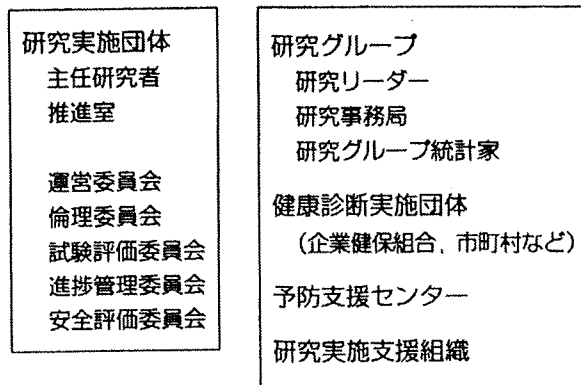 研究実施団体
主任研究者
推進室
運営委員会
倫理委員会
試験評価委員会
進捗管理委員会
安全評価委員会
研究グループ
研究リーダー
研究事務局
研究グループ統計家
健康診断実施団体
（企業健保組合，市町村など）
予防支援センター
研究実施支援組織